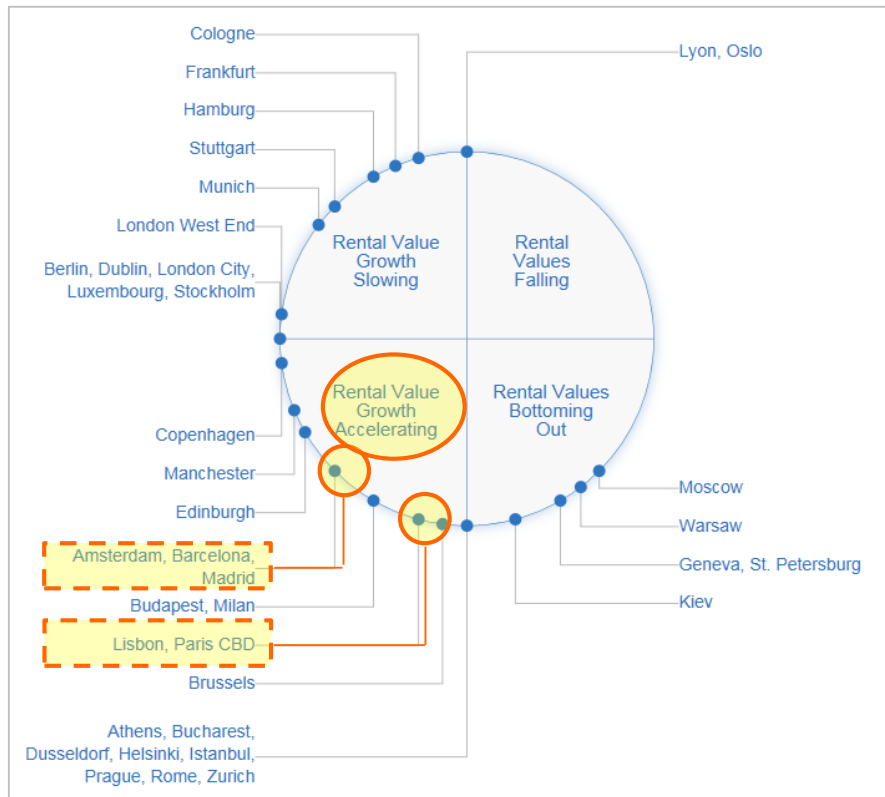 Cologne
Frankfurt
Hamburg
Stuttgart
Munich
London West End
Berlin, Dublin, London City,
Luxembourg, Stockholm
Copenhagen
Manchester
Edinburgh
Amsterdam, Barcelona,
Madrid
Budapest, Milan
Lisbon, Paris CBD
Brussels
Athens, Bucharest,
Dusseldorf, Helsinki, Istanbul,
Prague, Rome, Zurich
Rental Value
Growth
Slowing
Rental
Values
Falling
Rental Value
Growth
Accelerating
Rental Values
Bottoming
Out
Lyon, Oslo
Moscow
Warsaw
Geneva, St. Petersburg
Kiev